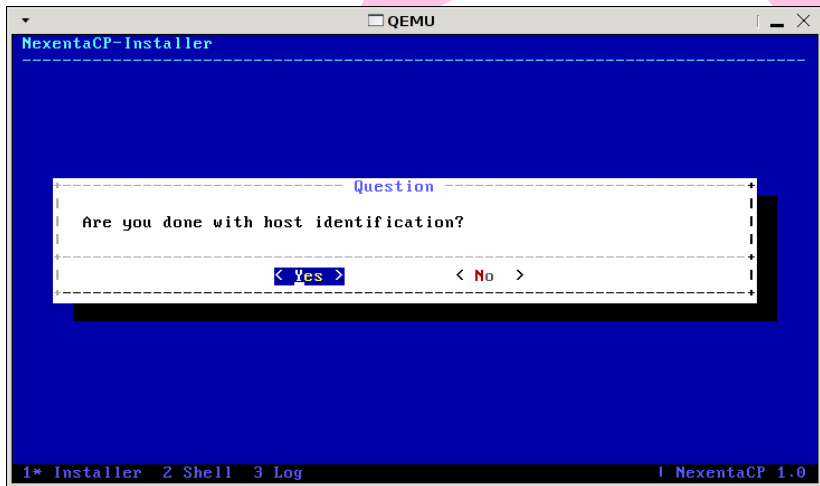 QEMU
NexentaCP-Installer
Question
Are you done with host identification?
< Yes > < No >
1* Installer 2 Shell 3 Log | NexentaCP 1.0